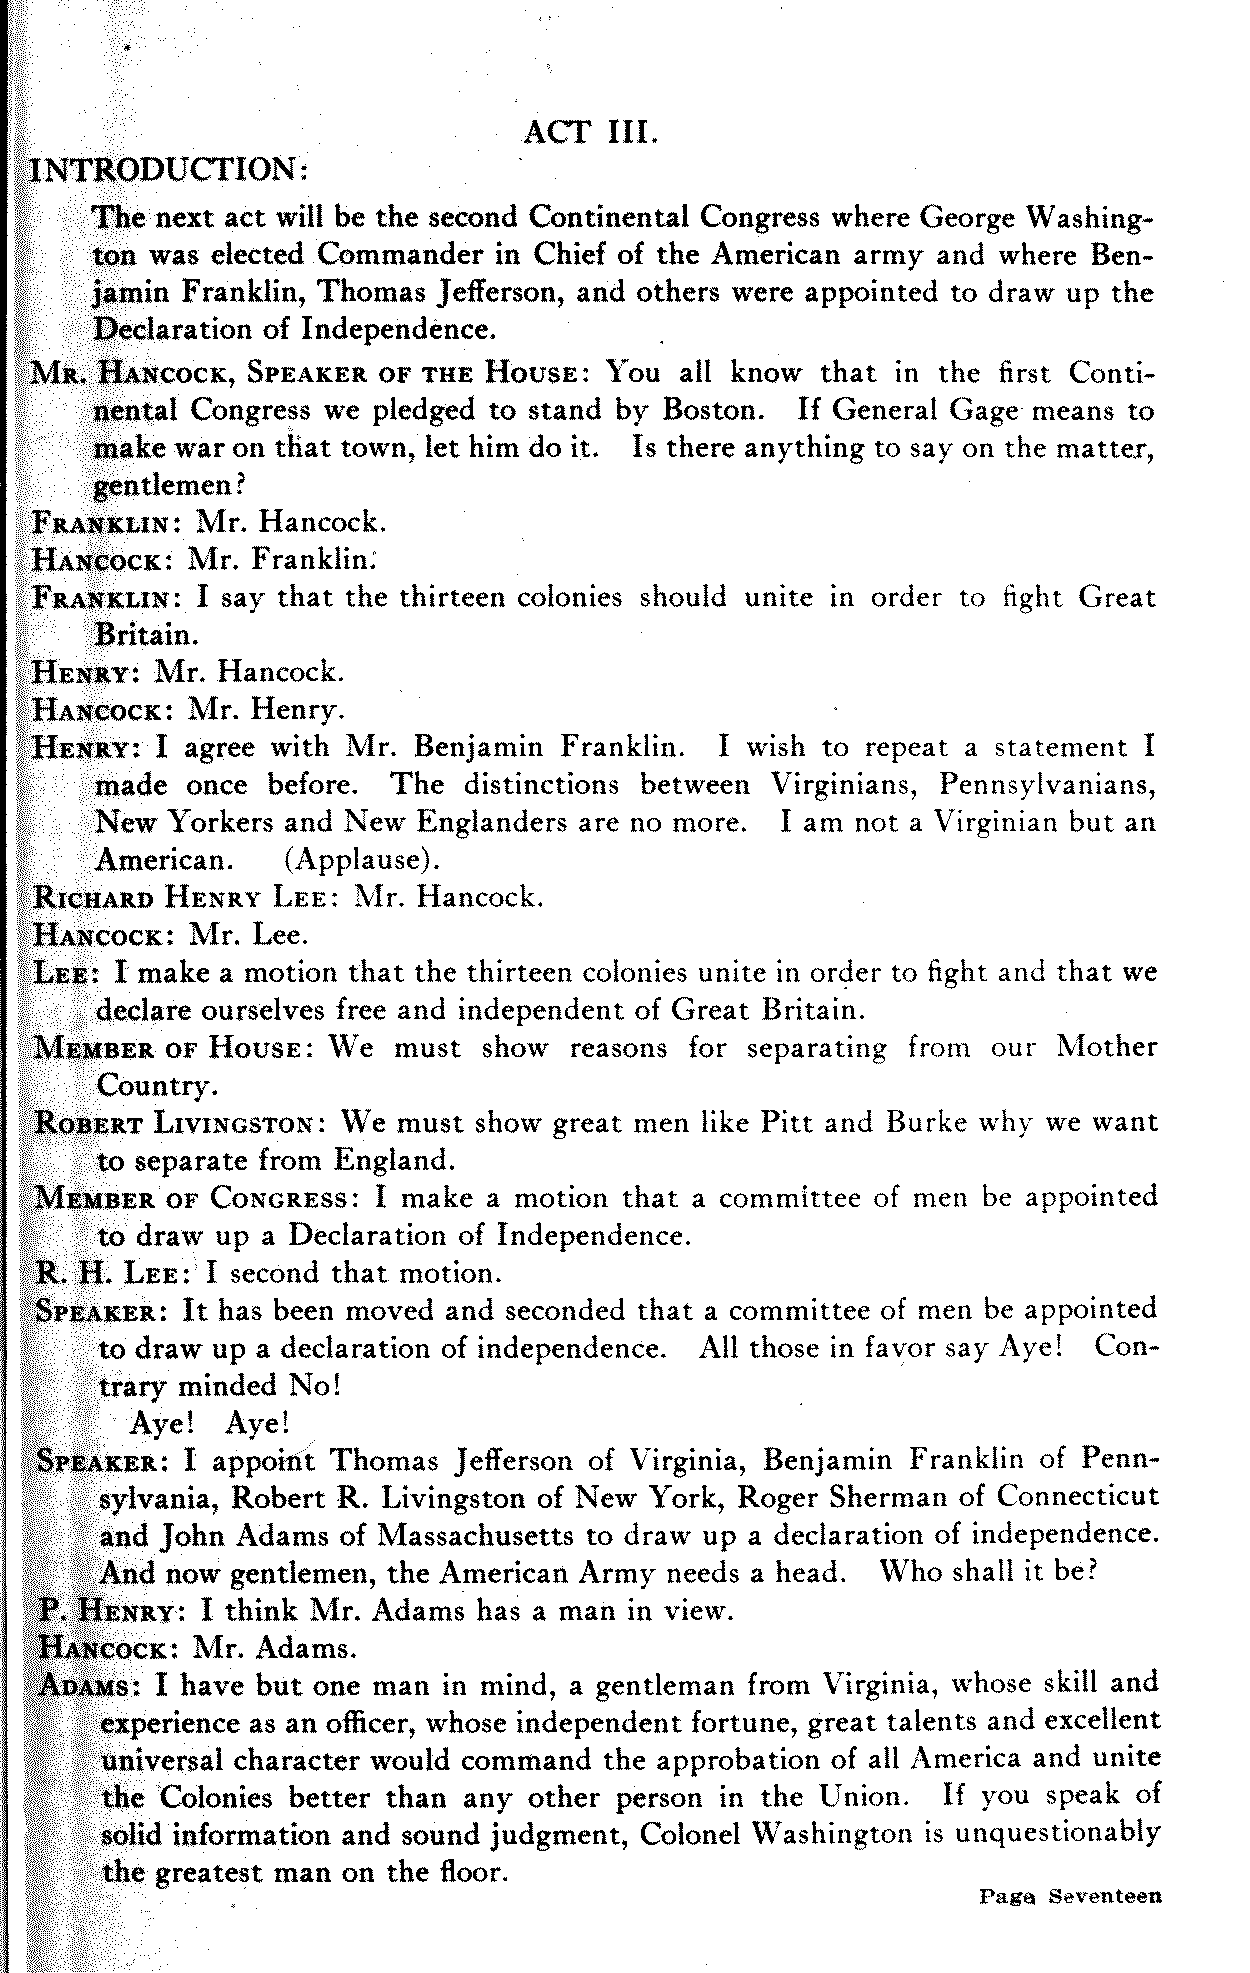 ACT III.
INTRODUCTION:
The next act will be the second Continental Congress where George Washing-
ton was elected Commander in Chief of the American army and where Ben-
jamin Franklin, Thomas Jefferson, and others were appointed to draw up the
Declaration of Independence.
MR. HANCOCK, SPEAKER OF THE HOUSE: You all know that in the first Conti-
nental Congress we pledged to stand by Boston. If General Gage means to
make war on that town, let him do it. Is there anything to say on the matter,
gentlemen?
FRANKLIN: Mr. Hancock.
HANCOCK: Mr. Franklin.
FRANKLIN: I say that the thirteen colonies should unite in order to fight Great
Britain.
HENRY: Mr. Hancock.
HANCOCK: Mr. Henry.
HENRY: I agree with Mr. Benjamin Franklin. I wish to repeat a statement I
made once before. The distinctions between Virginians, Pennsylvanians,
New Yorkers and New Englanders are no more. I am not a Virginian but an
American. (Applause).
RICHARD HENRY LEE: Mr. Hancock.
HANCOCK: Mr. Lee.
LEE: I make a motion that the thirteen colonies unite in order to fight and that we
declare ourselves free and independent of Great Britain.
MEMBER OF HOUSE: We must show reasons for separating from our Mother
Country.
ROBERT LIVINGSTON: We must show great men like Pitt and Burke why we want
to separate from England.
MEMBER OF CONGRESS: I make a motion that a committee of men be appointed
to draw up a Declaration of Independence.
R. H. LEE: I second that motion.
SPEAKER: It has been moved and seconded that a committee of men be appointed
to draw up a declaration of independence. All those in favor say Aye! Con-
trary minded No!
Aye! Aye!
SPEAKER: I appoint Thomas Jefferson of Virginia, Benjamin Franklin of Penn-
sylvania, Robert R. Livingston of New York, Roger Sherman of Connecticut
and John Adams of Massachusetts to draw up a declaration of independence.
And now gentlemen, the American Army needs a head. Who shall it be?
P. HENRY: I think Mr. Adams has a man in view.
HANCOCK: Mr. Adams.
ADAMS: I have but one man in mind, a gentleman from Virginia, whose skill and
experience as an officer, whose independent fortune, great talents and excellent
universal character would command the approbation of all America and unite
the Colonies better than any other person in the Union. If you speak of
solid information and sound judgment, Colonel Washington is unquestionably
the greatest man on the floor.
Page Seventeen